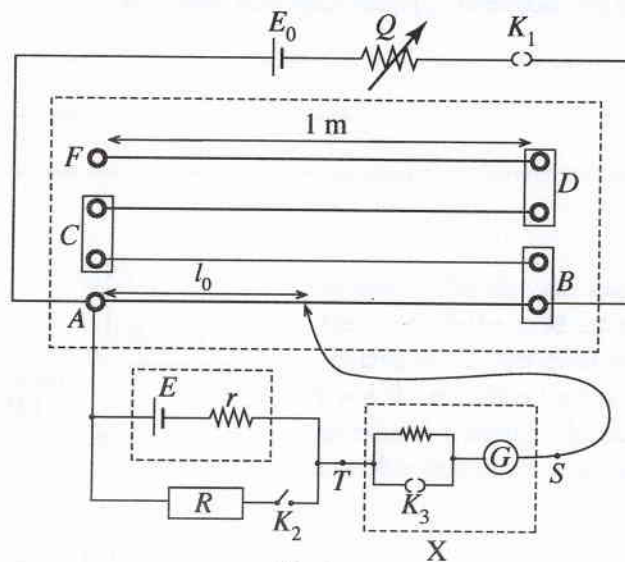 E₀ Q K₁
1 m
F D
C
l₀ B
A
E r
T G S
R K₂ K₃
X